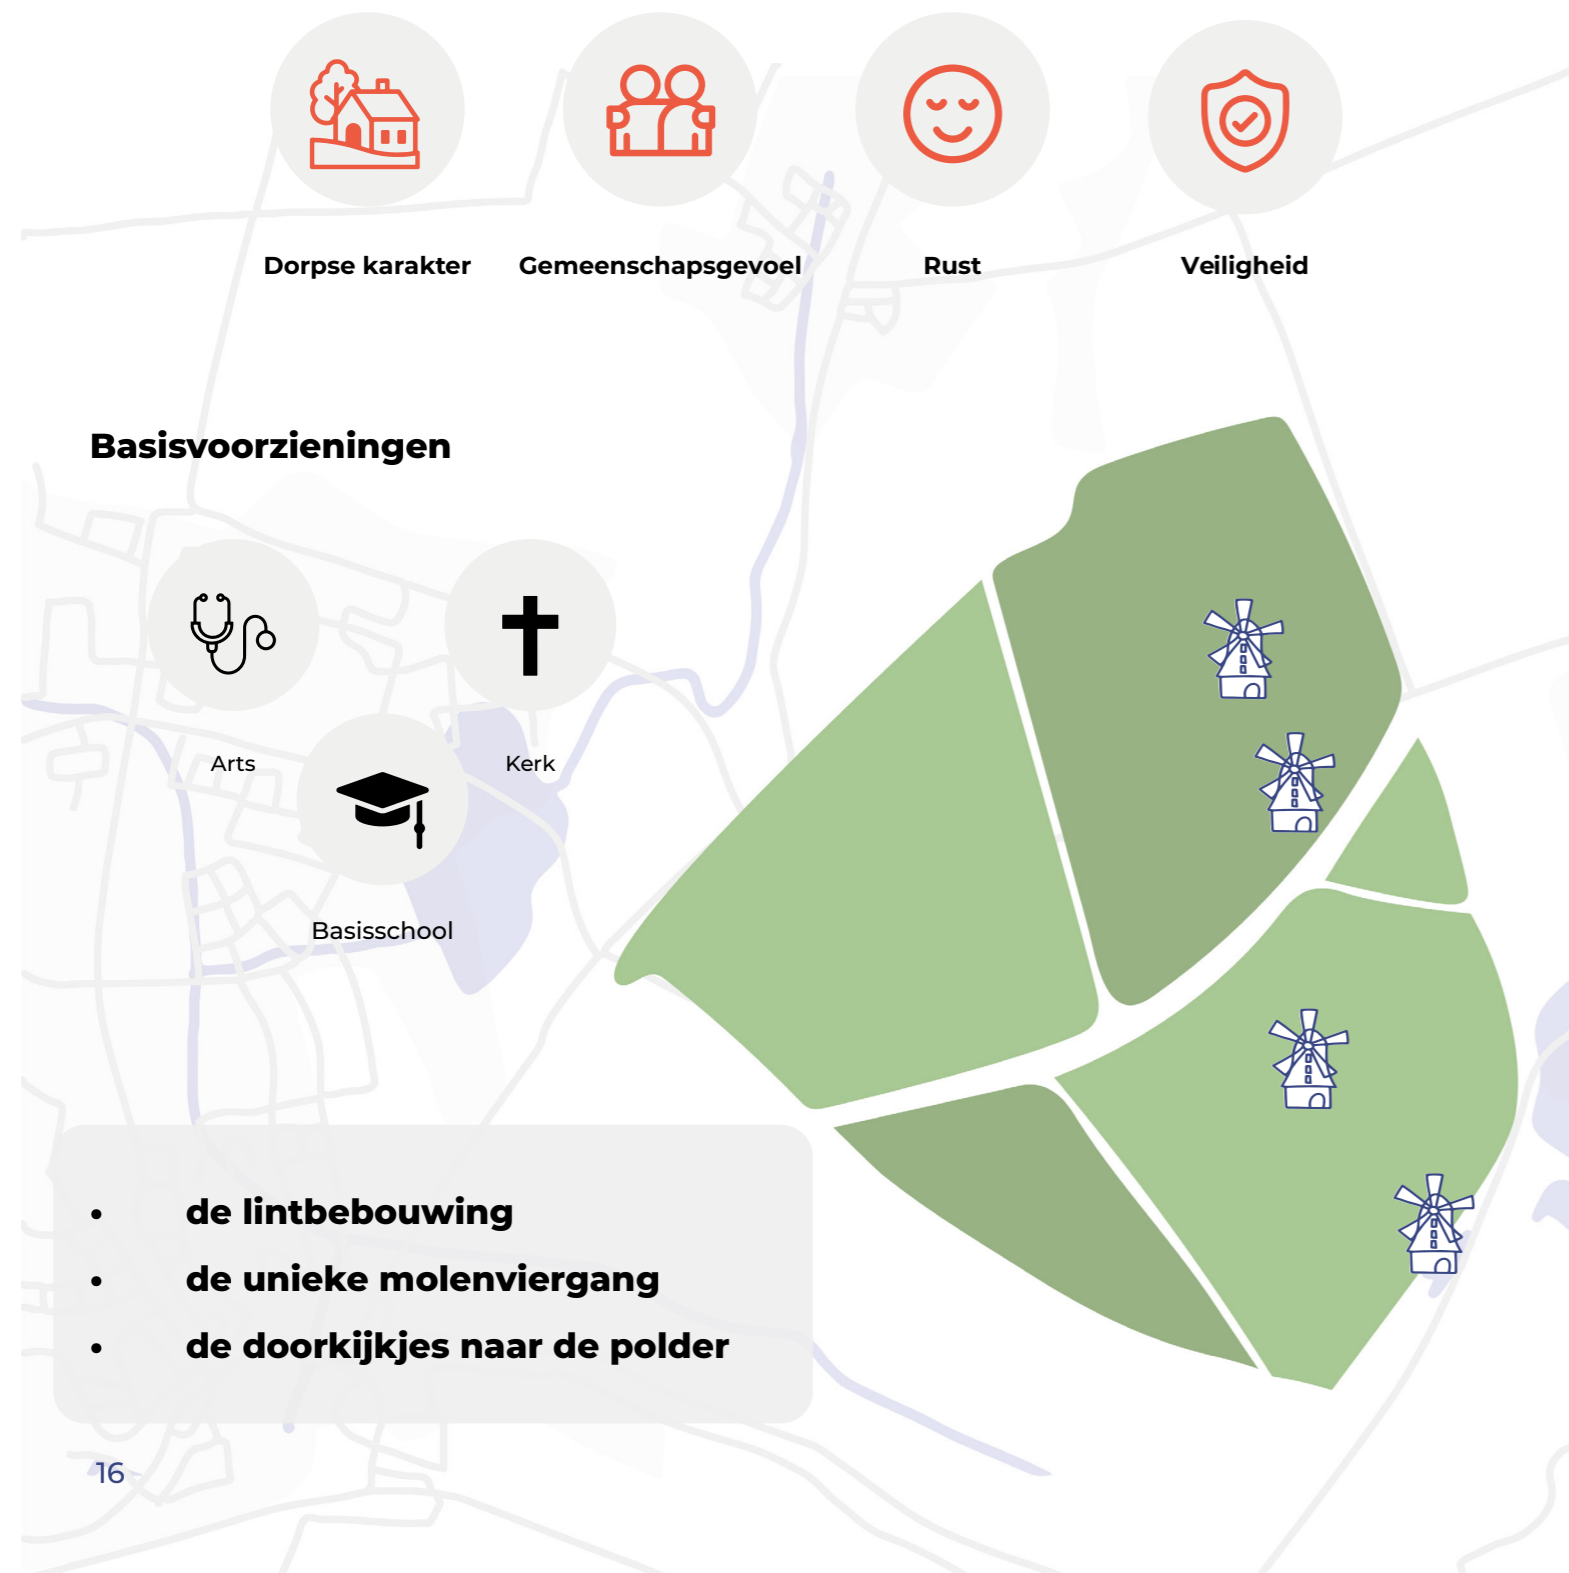 Dorpse karakter
Gemeenschapsgevoel
Rust
Veiligheid
Basisvoorzieningen
Arts
Kerk
Basisschool
• de lintbebouwing
• de unieke molenviergang
• de doorkijkjes naar de polder
16